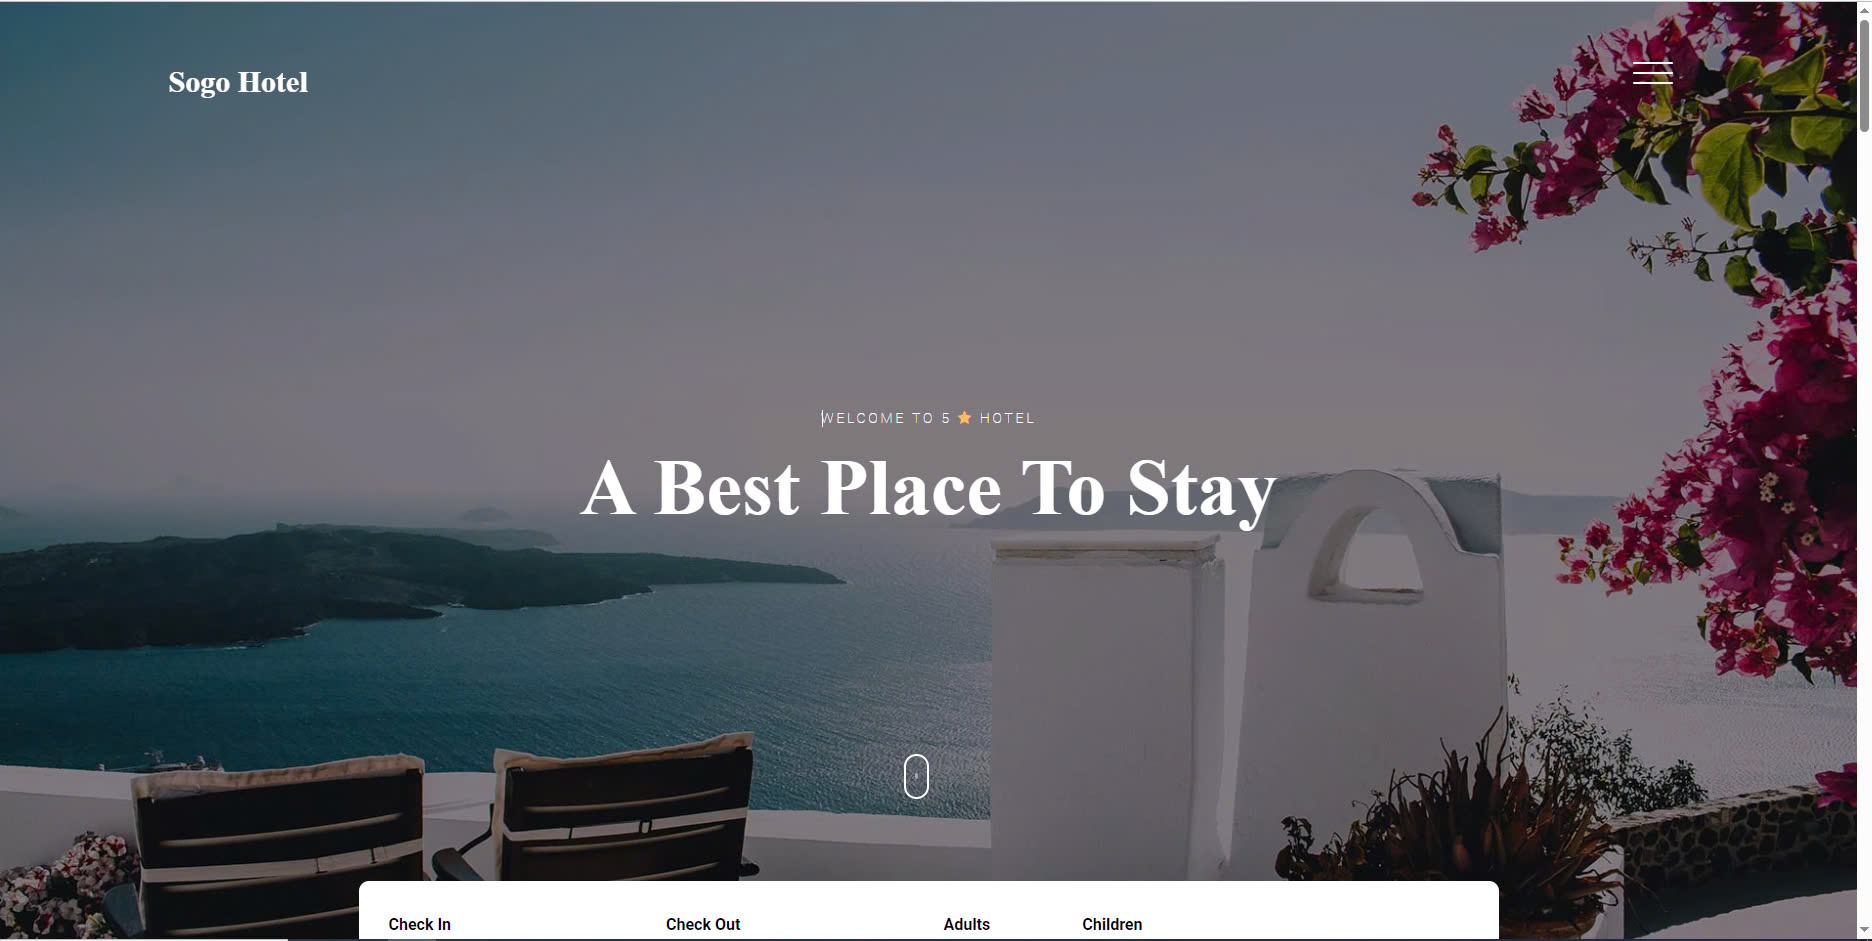 Sogo Hotel
WELCOME TO 5 ⭐ HOTEL
A Best Place To Stay
Check In Check Out Adults Children